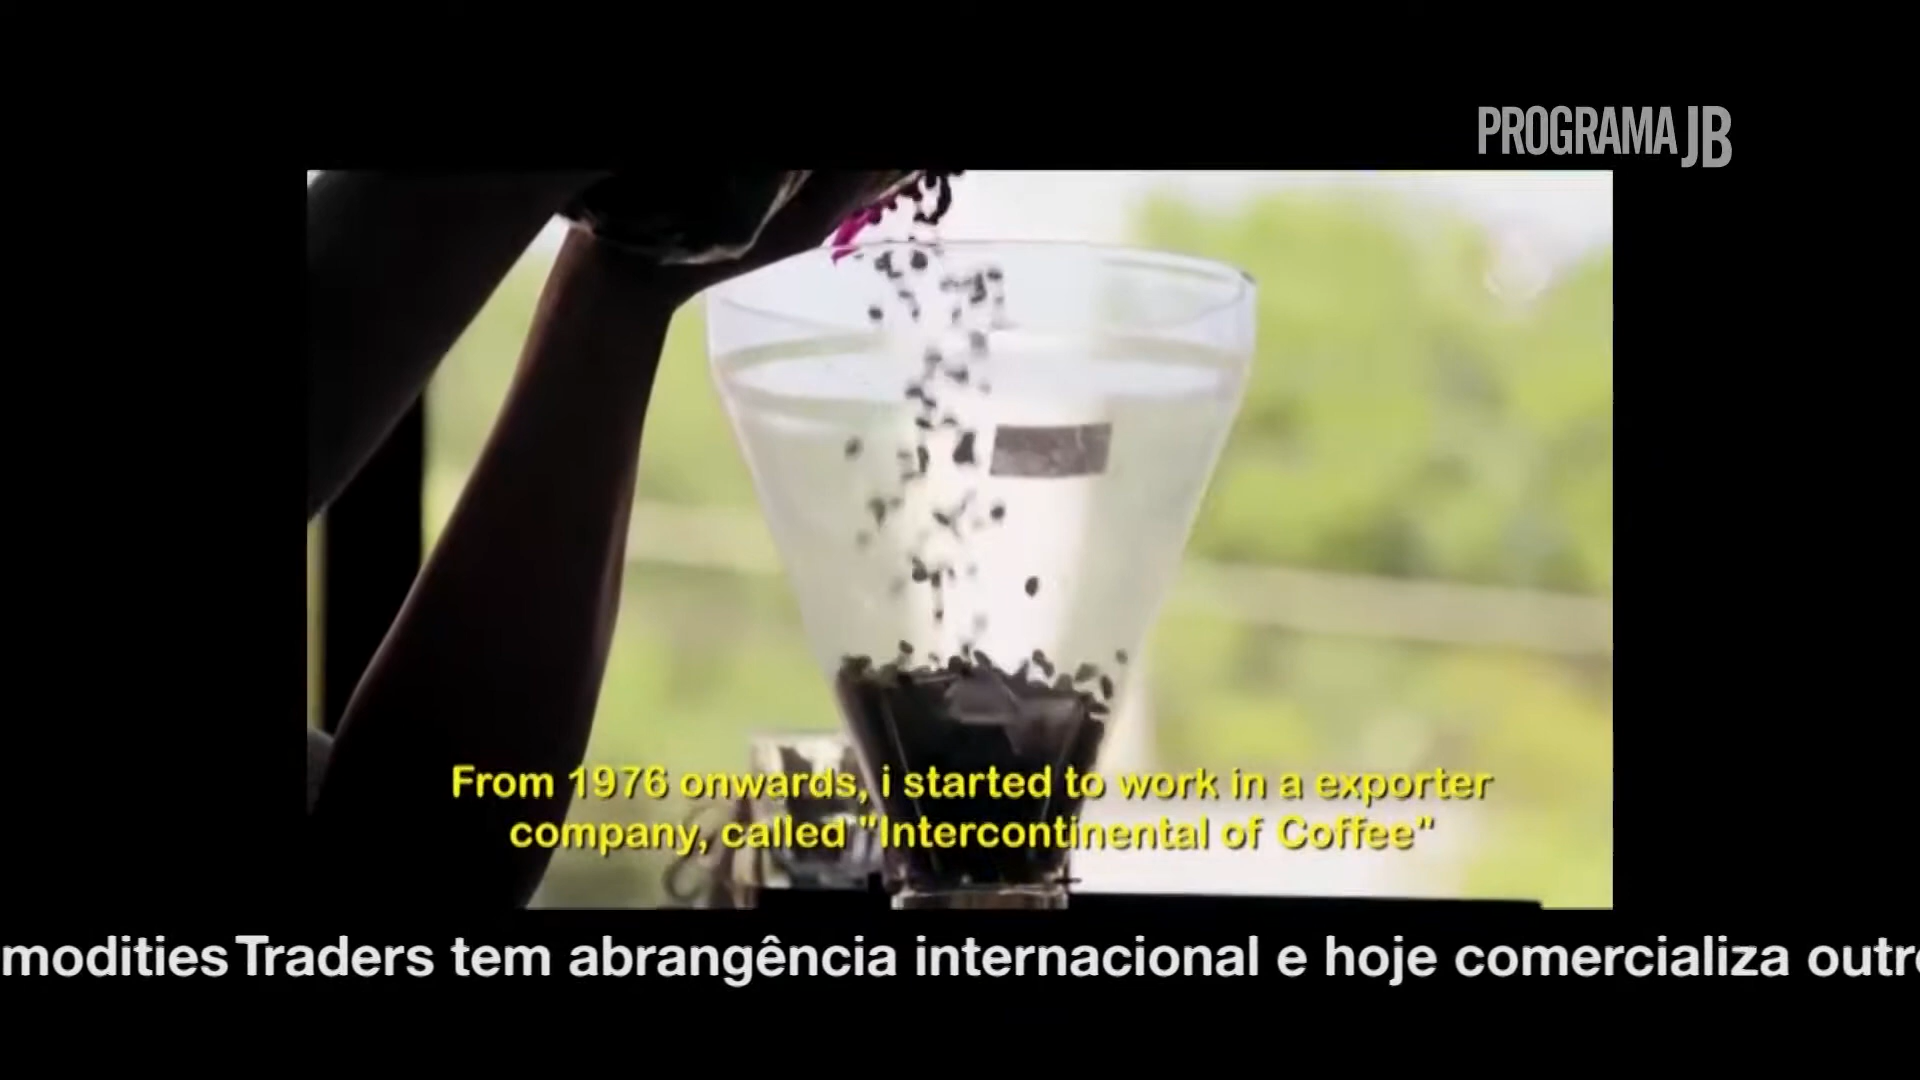 PROGRAMA JB
From 1976 onwards, i started to work in a exporter
company, called "Intercontinental of Coffee"
modities Traders tem abrangência internacional e hoje comercializa outr